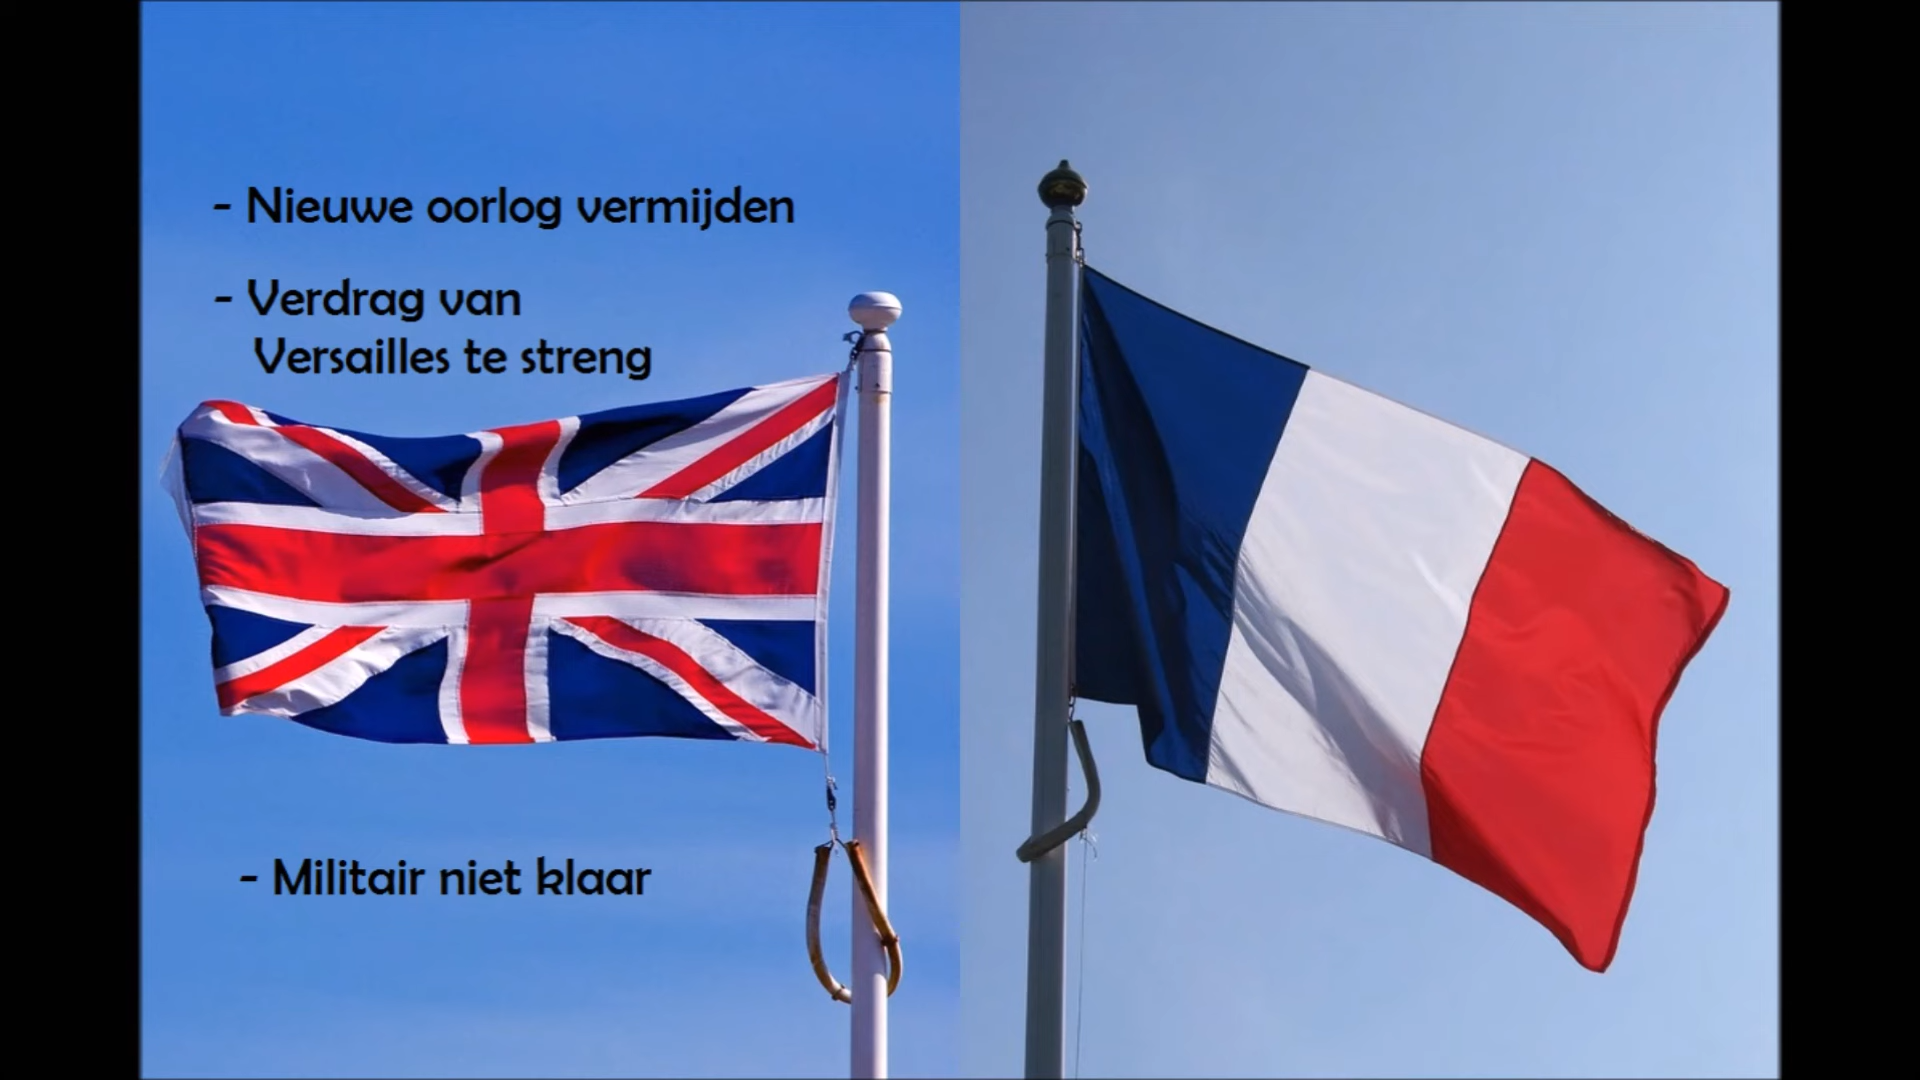 - Nieuwe oorlog vermijden
- Verdrag van
Versailles te streng
- Militair niet klaar